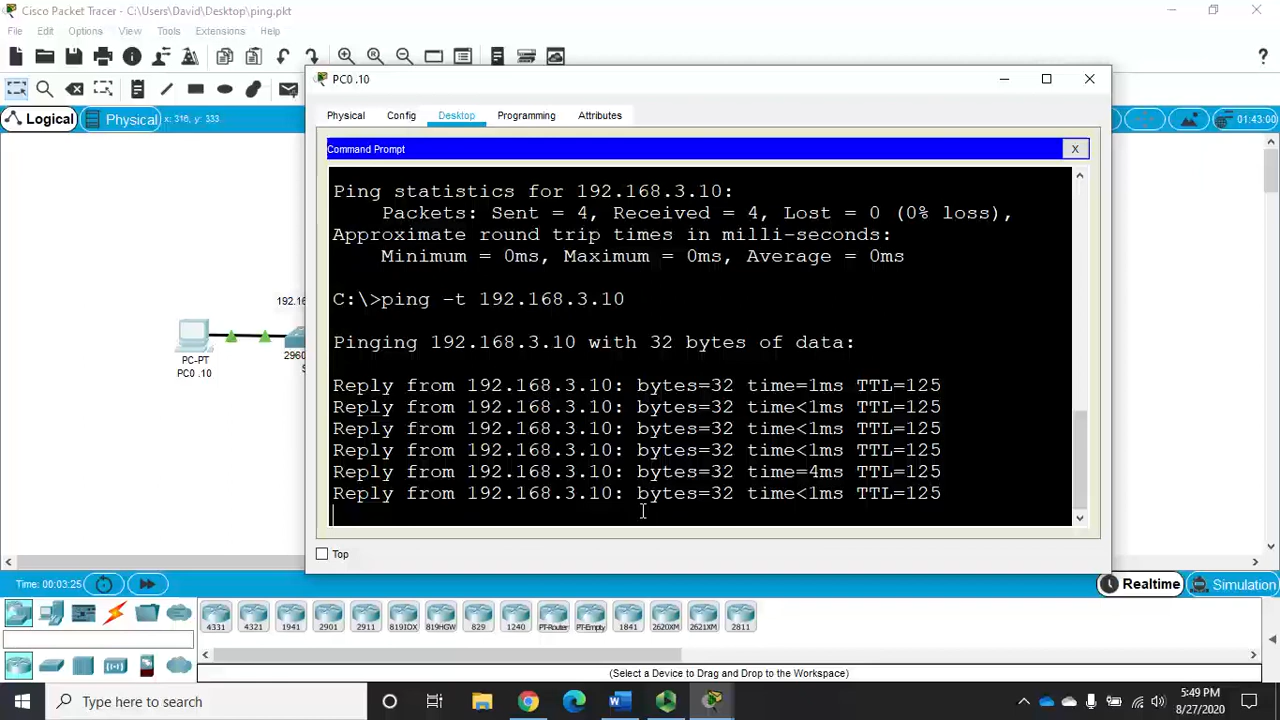 Cisco Packet Tracer - C:\Users\David\Desktop\ping.pkt
File Edit Options View Tools Extensions Help
PC0 .10
Logical
Physical x: 316, y: 333.
01:43:00
Physical Config Desktop Programming Attributes
Command Prompt
X
Ping statistics for 192.168.3.10:
Packets: Sent = 4, Received = 4, Lost = 0 (0% loss),
Approximate round trip times in milli-seconds:
Minimum = 0ms, Maximum = 0ms, Average = 0ms
C:\>ping -t 192.168.3.10
Pinging 192.168.3.10 with 32 bytes of data:
Reply from 192.168.3.10: bytes=32 time=1ms TTL=125
Reply from 192.168.3.10: bytes=32 time<1ms TTL=125
Reply from 192.168.3.10: bytes=32 time<1ms TTL=125
Reply from 192.168.3.10: bytes=32 time<1ms TTL=125
Reply from 192.168.3.10: bytes=32 time=4ms TTL=125
Reply from 192.168.3.10: bytes=32 time<1ms TTL=125
192.16
PC-PT
PC0 .10
2960
S
Top
Time: 00:03:25
Realtime
Simulation
4331 4321 1941 2901 2911 819IOX 819HGW 829 1240 PT-Router PT-Empty 1841 2620XM 2621XM 2811
(Select a Device to Drag and Drop to the Workspace)
Type here to search
5:49 PM
8/27/2020